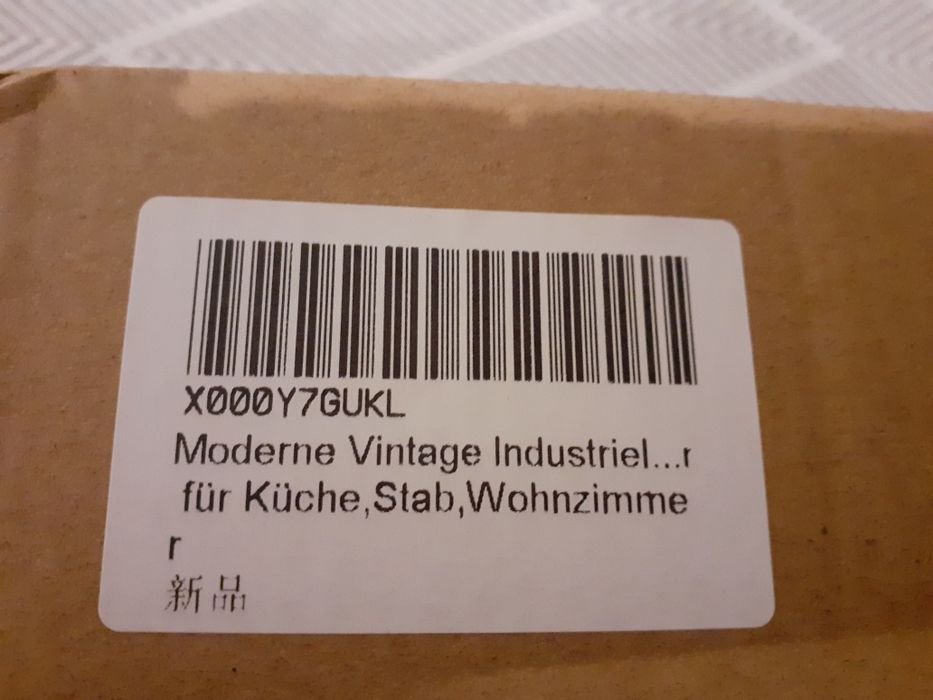 X000Y7GUKL
Moderne Vintage Industriel...r
für Küche,Stab,Wohnzimme
r
新品